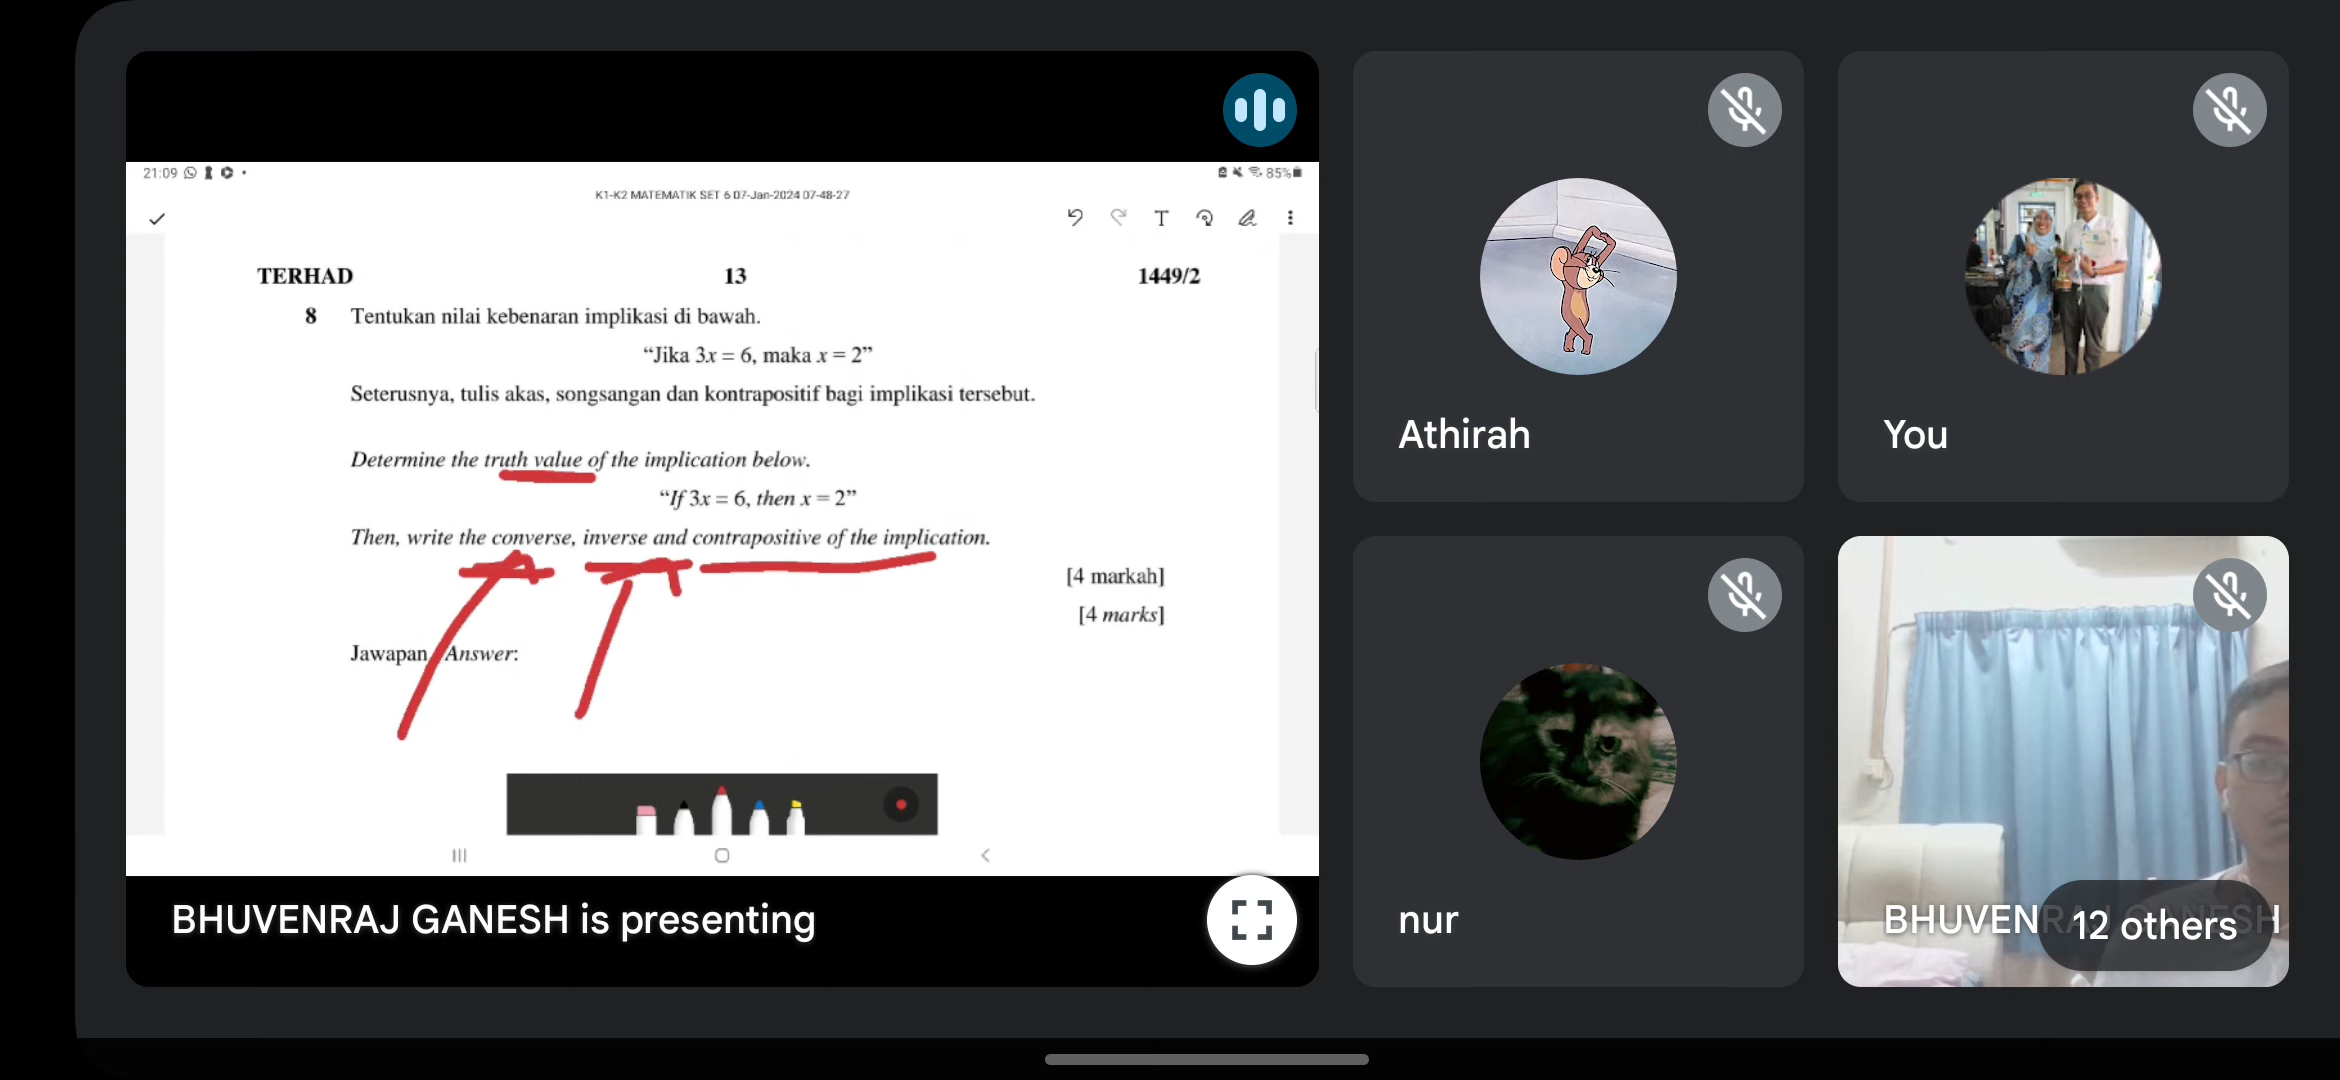 21:09
85%
K1-K2 MATEMATIK SET 6 07-Jan-2024 07-48-27
T
TERHAD 13 1449/2
8 Tentukan nilai kebenaran implikasi di bawah.
“Jika 3x = 6, maka x = 2”
Seterusnya, tulis akas, songsangan dan kontrapositif bagi implikasi tersebut.
Determine the truth value of the implication below.
“If 3x = 6, then x = 2”
Then, write the converse, inverse and contrapositive of the implication.
[4 markah]
[4 marks]
Jawapan Answer:
BHUVENRAJ GANESH is presenting
Athirah
You
nur
BHUVENRAJ GANESH
12 others